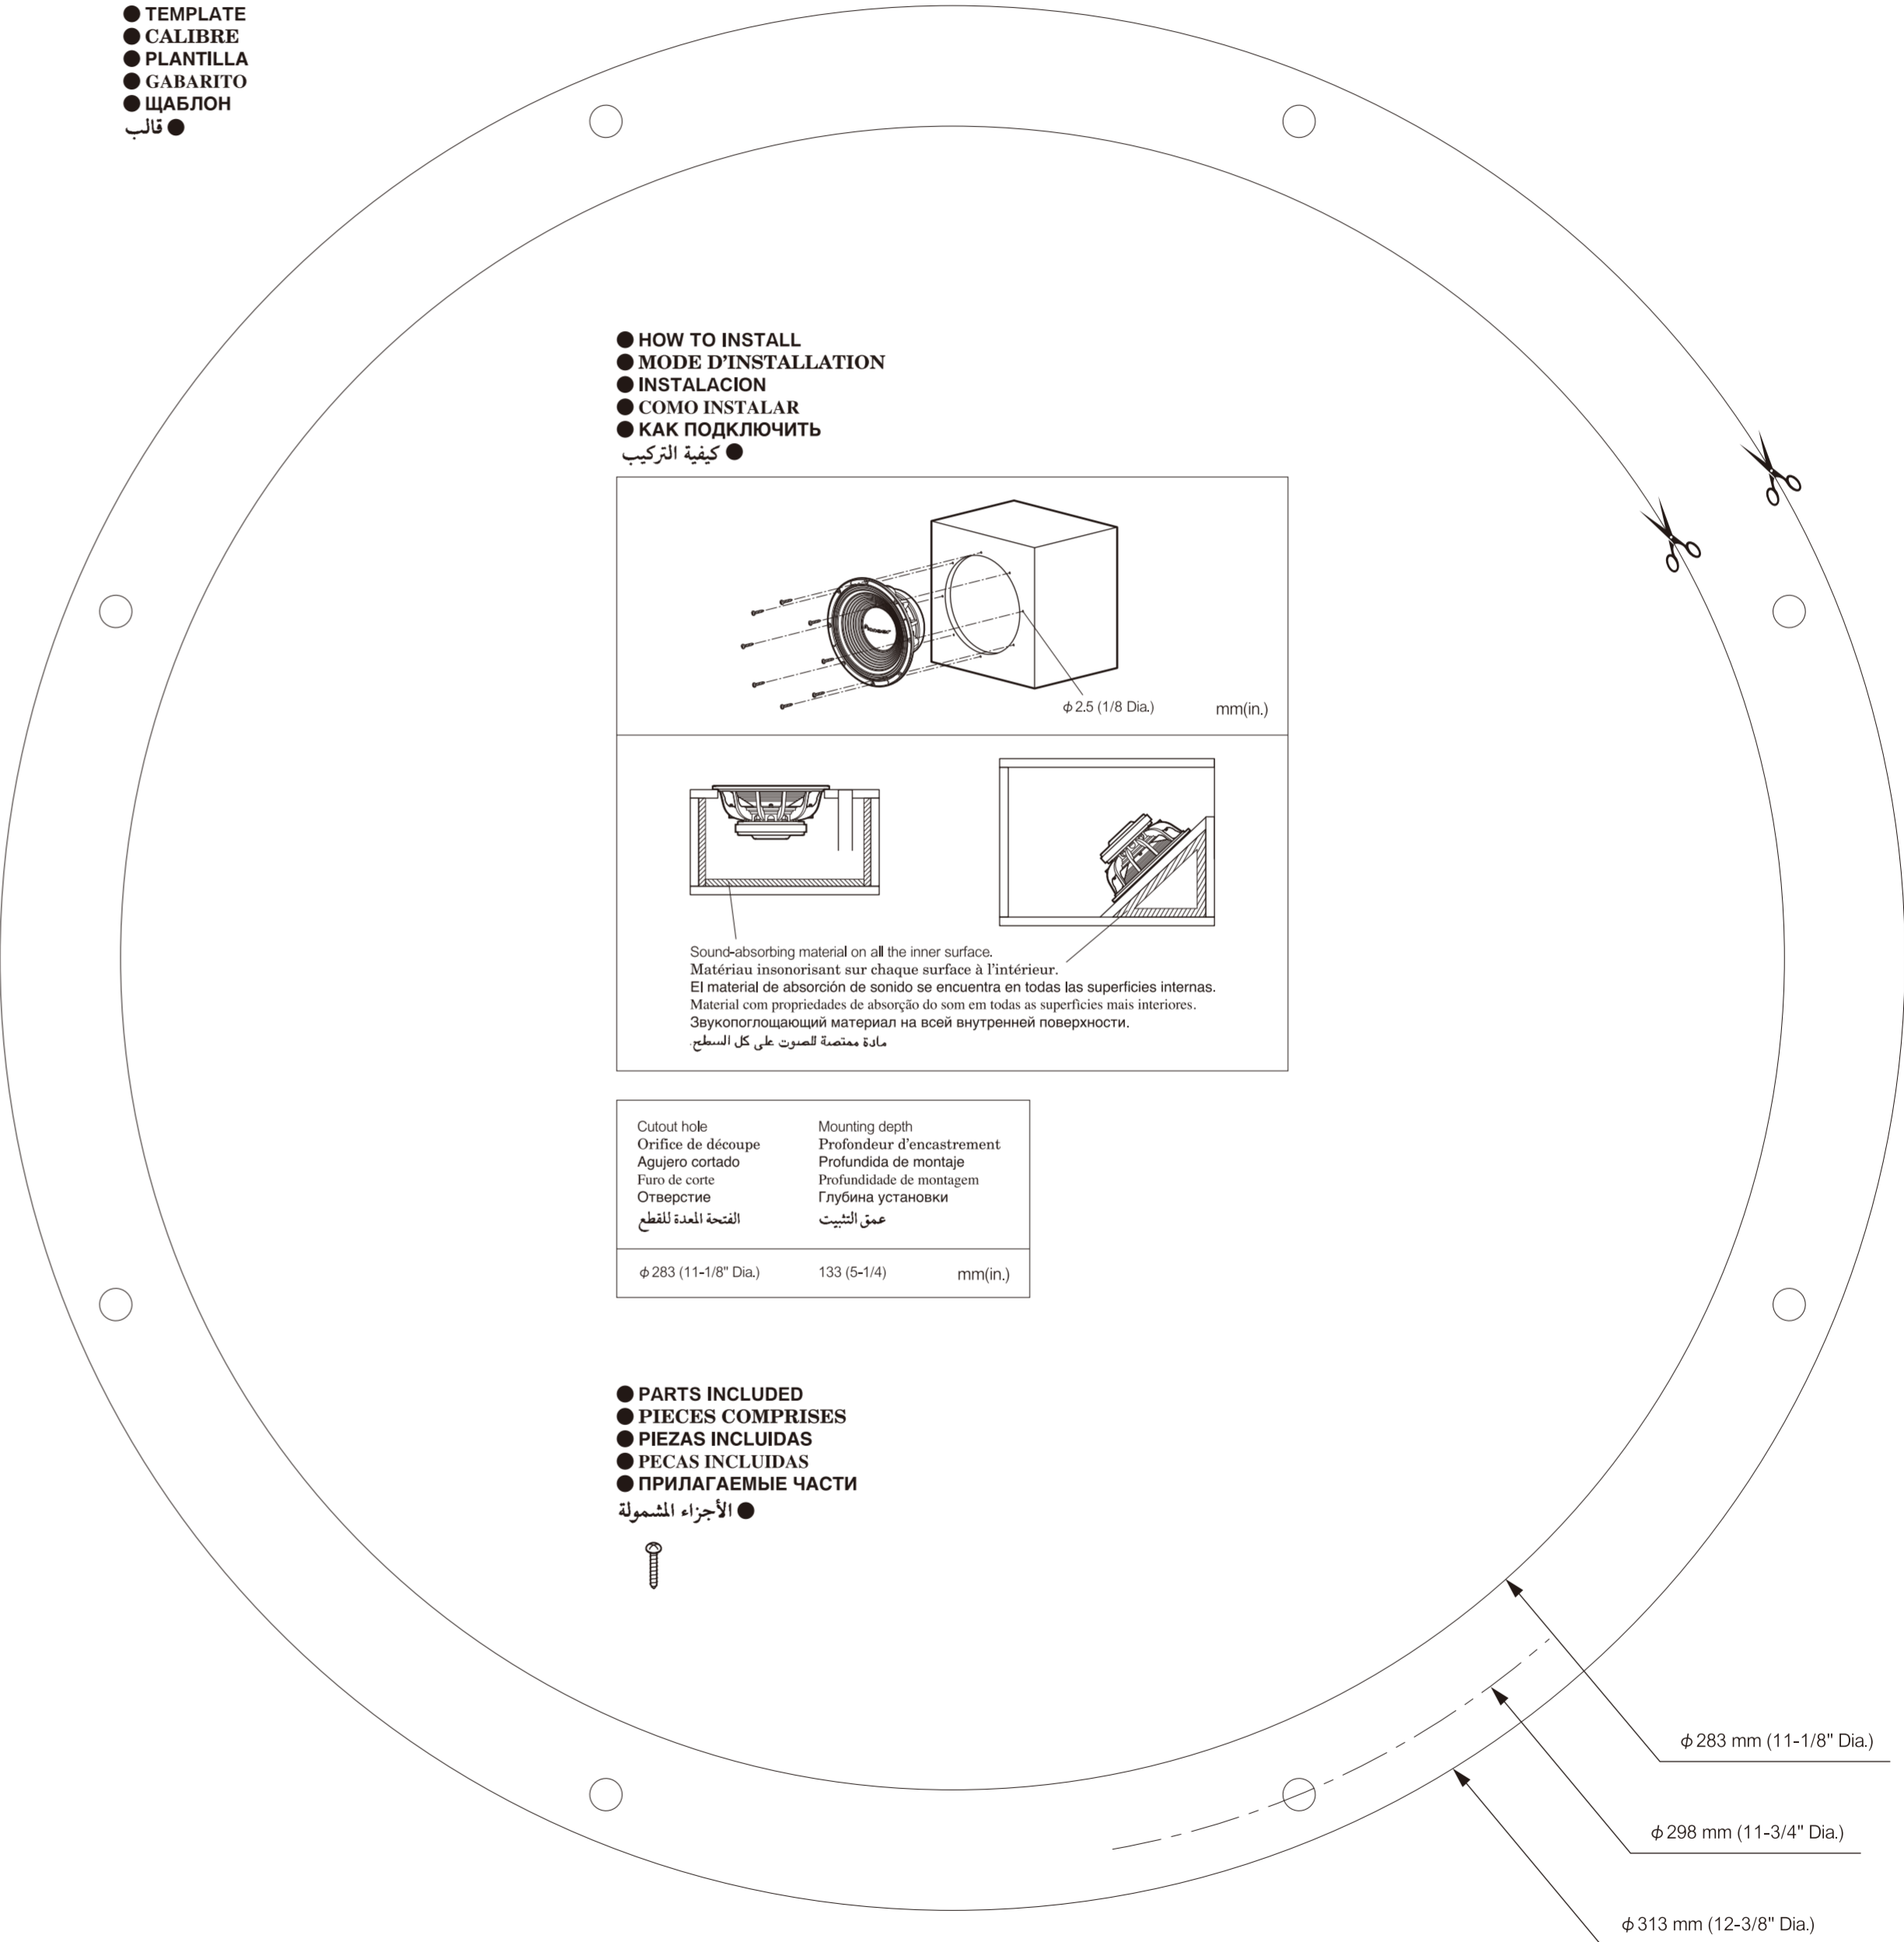 ● TEMPLATE
● CALIBRE
● PLANTILLA
● GABARITO
● ЩАБЛОН
● قالب
● HOW TO INSTALL
● MODE D'INSTALLATION
● INSTALACION
● COMO INSTALAR
● КАК ПОДКЛЮЧИТЬ
● كيفية التركيب
Pioneer
φ 2.5 (1/8 Dia.)
mm(in.)
Sound-absorbing material on all the inner surface.
Matériau insonorisant sur chaque surface à l'intérieur.
El material de absorción de sonido se encuentra en todas las superficies internas.
Material com propriedades de absorção do som em todas as superfícies mais interiores.
Звукопоглощающий материал на всей внутренней поверхности.
مادة ممتصة للصوت على كل السطح.
Cutout hole
Orifice de découpe
Agujero cortado
Furo de corte
Отверстие
الفتحة المعدة للقطع
Mounting depth
Profondeur d'encastrement
Profundida de montaje
Profundidade de montagem
Глубина установки
عمق التثبيت
φ 283 (11-1/8" Dia.)
133 (5-1/4)
mm(in.)
● PARTS INCLUDED
● PIECES COMPRISES
● PIEZAS INCLUIDAS
● PECAS INCLUIDAS
● ПРИЛАГАЕМЫЕ ЧАСТИ
● الأجزاء المشمولة
φ 283 mm (11-1/8" Dia.)
φ 298 mm (11-3/4" Dia.)
φ 313 mm (12-3/8" Dia.)